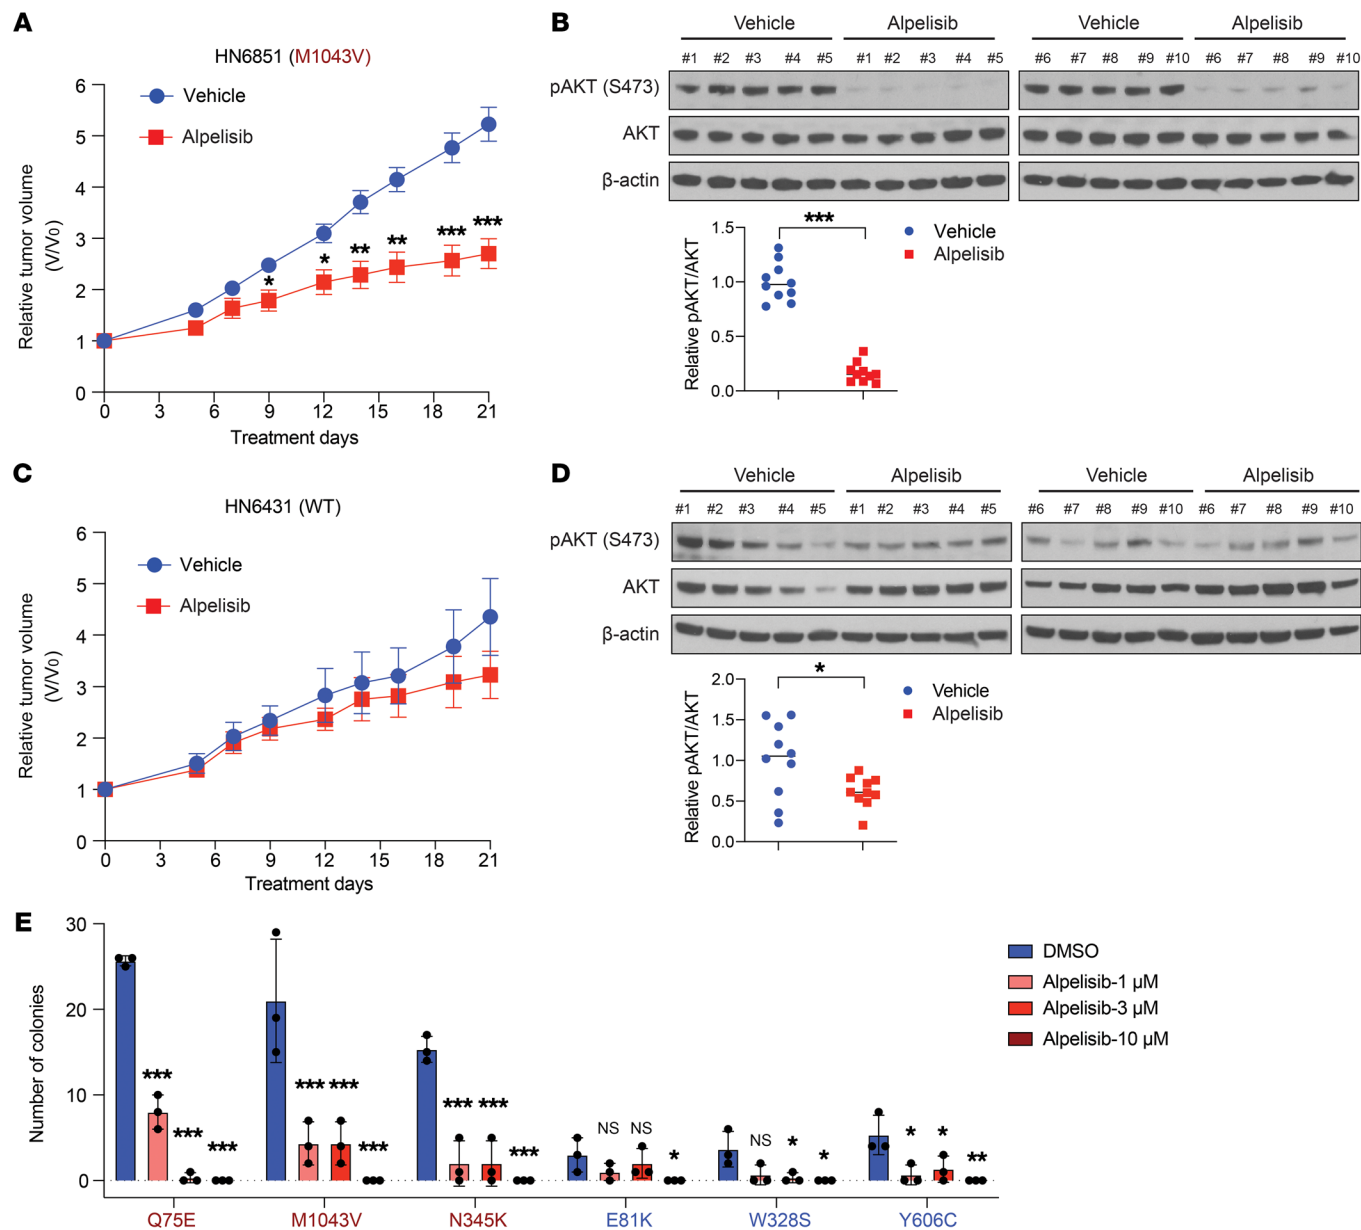 A
HN6851 (M1043V)
Vehicle
Alpelisib
Relative tumor volume
(V/V₀)
6
5
4
3
2
1
0
* * ** ** *** ***
0 3 6 9 12 15 18 21
Treatment days
B
Vehicle Alpelisib Vehicle Alpelisib
#1 #2 #3 #4 #5 #1 #2 #3 #4 #5 #6 #7 #8 #9 #10 #6 #7 #8 #9 #10
pAKT (S473)
AKT
β-actin
***
Vehicle
Alpelisib
Relative pAKT/AKT
1.5
1.0
0.5
0.0
C
HN6431 (WT)
Vehicle
Alpelisib
Relative tumor volume
(V/V₀)
6
5
4
3
2
1
0
0 3 6 9 12 15 18 21
Treatment days
D
Vehicle Alpelisib Vehicle Alpelisib
#1 #2 #3 #4 #5 #1 #2 #3 #4 #5 #6 #7 #8 #9 #10 #6 #7 #8 #9 #10
pAKT (S473)
AKT
β-actin
*
Vehicle
Alpelisib
Relative pAKT/AKT
2.0
1.5
1.0
0.5
0.0
E
Number of colonies
30
20
10
0
*** *** ***
*** *** ***
*** *** ***
NS NS *
NS * *
* * **
Q75E M1043V N345K E81K W328S Y606C
DMSO
Alpelisib-1 µM
Alpelisib-3 µM
Alpelisib-10 µM